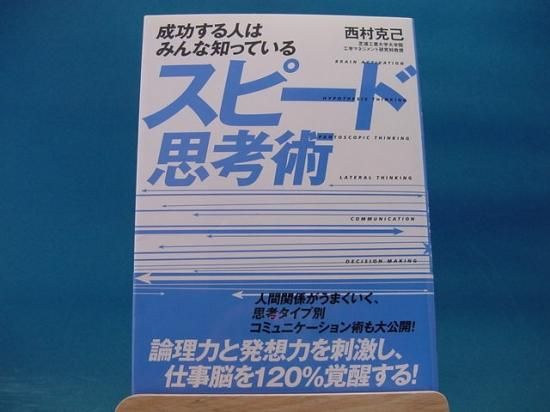 成功する人は
みんな知っている
西村克己
芝浦工業大学大学院
工学マネジメント研究科教授
BRAIN ACTIVATION
スピード
HYPOTHESIS THINKING
PANTOSCOPIC THINKING
思考術
LATERAL THINKING
COMMUNICATION
DECISION MAKING
人間関係がうまくいく、
思考タイプ別
コミュニケーション術も大公開!
論理力と発想力を刺激し、
仕事脳を120%覚醒する!